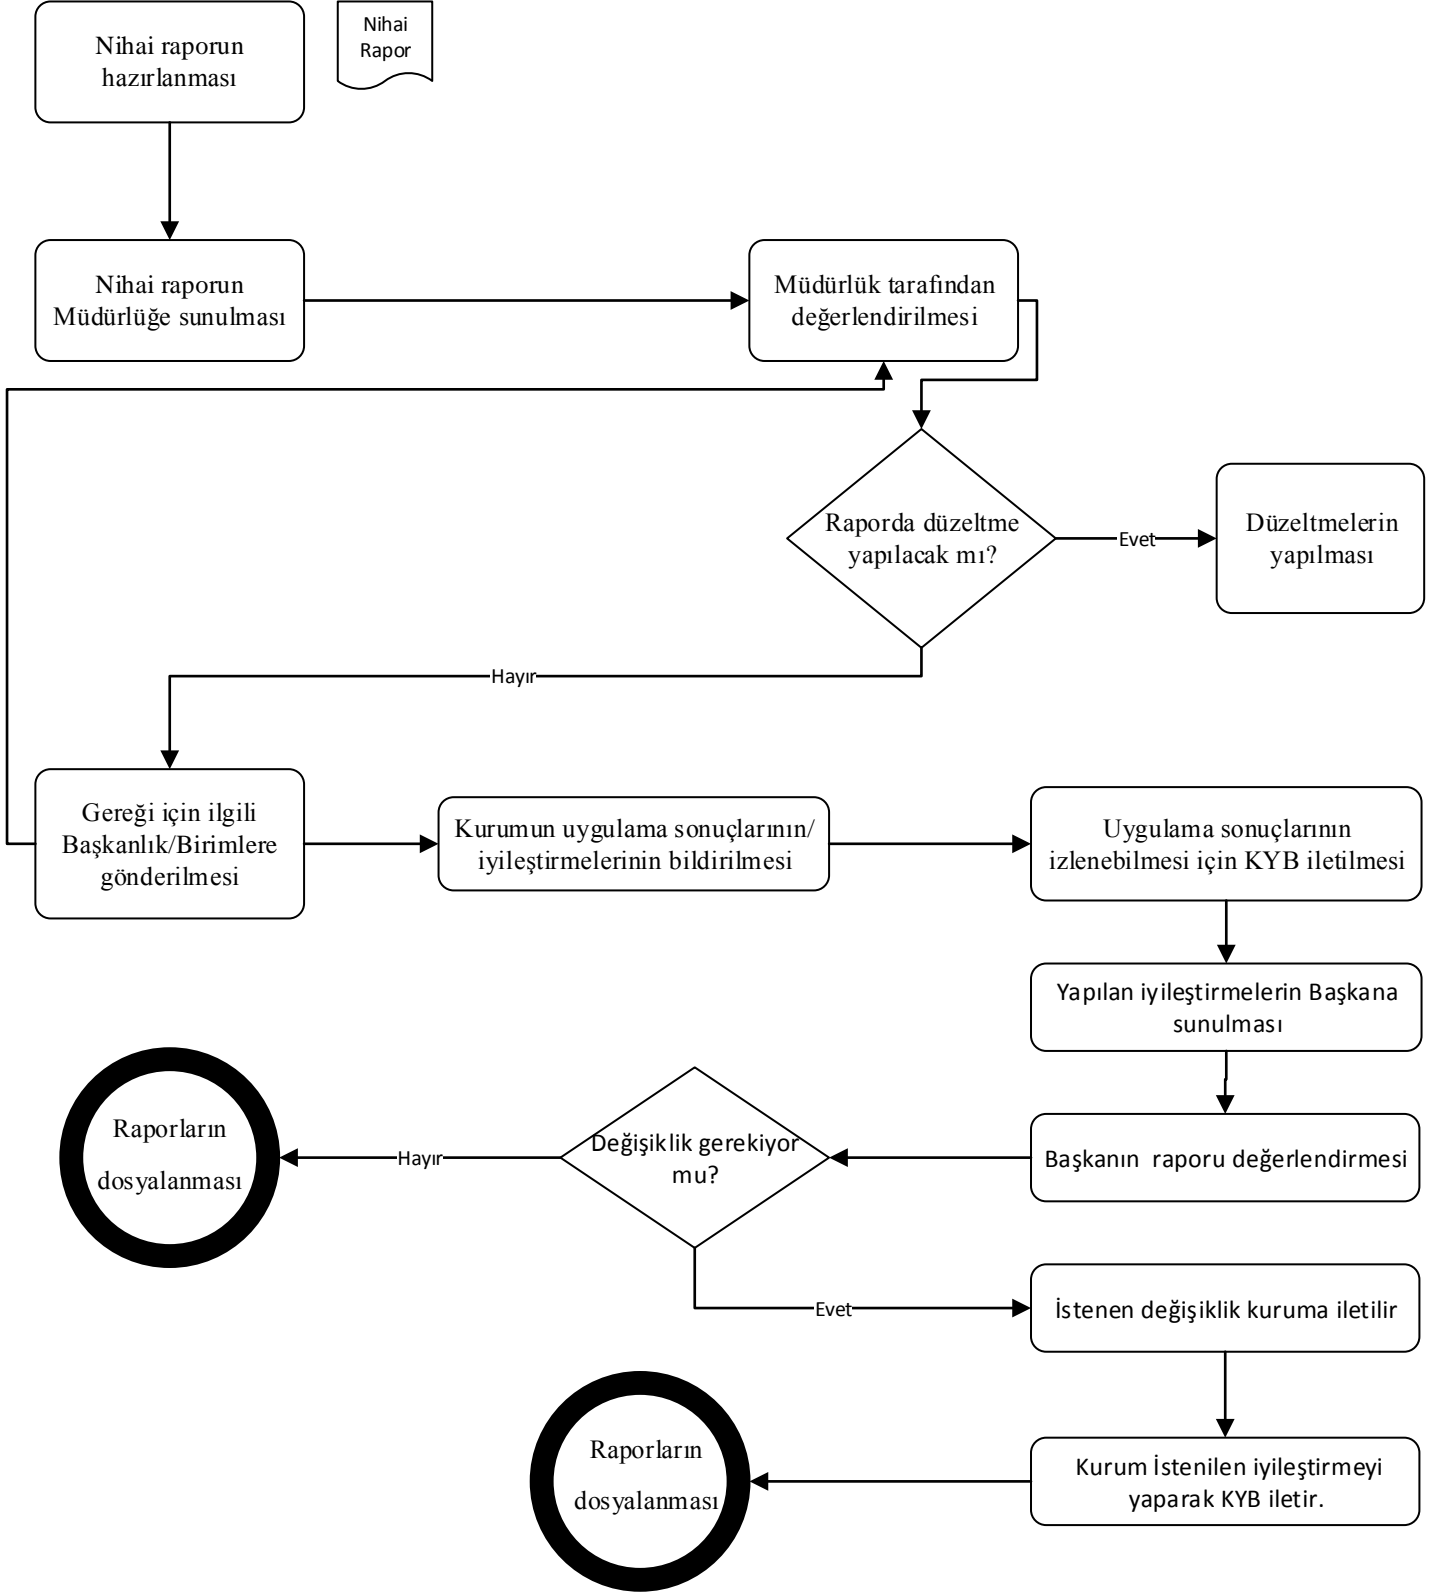 Nihai raporun
hazırlanması
Nihai
Rapor
Nihai raporun
Müdürlüğe sunulması
Müdürlük tarafından
değerlendirilmesi
Raporda düzeltme
yapılacak mı?
Evet
Düzeltmelerin
yapılması
Hayır
Gereği için ilgili
Başkanlık/Birimlere
gönderilmesi
Kurumun uygulama sonuçlarının/
iyileştirmelerinin bildirilmesi
Uygulama sonuçlarının
izlenebilmesi için KYB iletilmesi
Yapılan iyileştirmelerin Başkana
sunulması
Raporların
dosyalanması
Hayır
Değişiklik gerekiyor
mu?
Başkanın raporu değerlendirmesi
Evet
İstenen değişiklik kuruma iletilir
Raporların
dosyalanması
Kurum İstenilen iyileştirmeyi
yaparak KYB iletir.